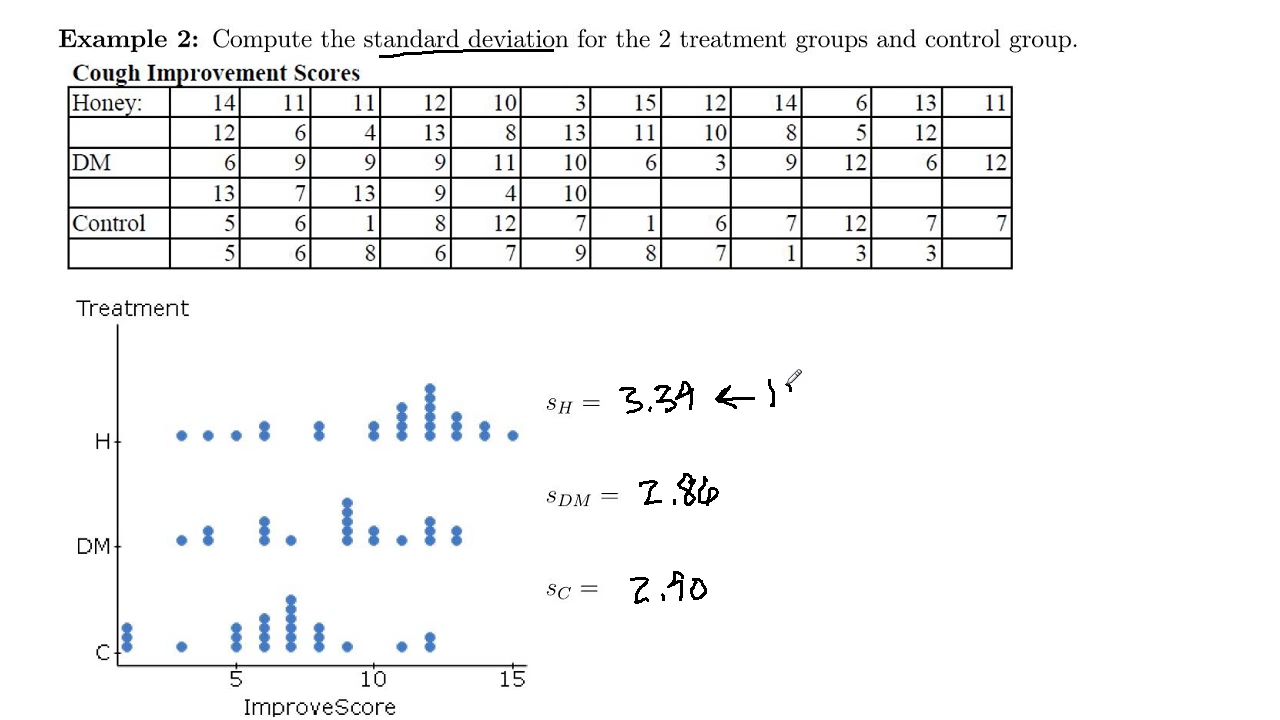 Example 2: Compute the standard deviation for the 2 treatment groups and control group.
Cough Improvement Scores
Honey: 14 11 11 12 10 3 15 12 14 6 13 11
12 6 4 13 8 13 11 10 8 5 12
DM 6 9 9 9 11 10 6 3 9 12 6 12
13 7 13 9 4 10
Control 5 6 1 8 12 7 1 6 7 12 7 7
5 6 8 6 7 9 8 7 1 3 3
Treatment
H
DM
C
5 10 15
ImproveScore
s_H = 3.39 ← 1
s_DM = 2.86
s_C = 2.90